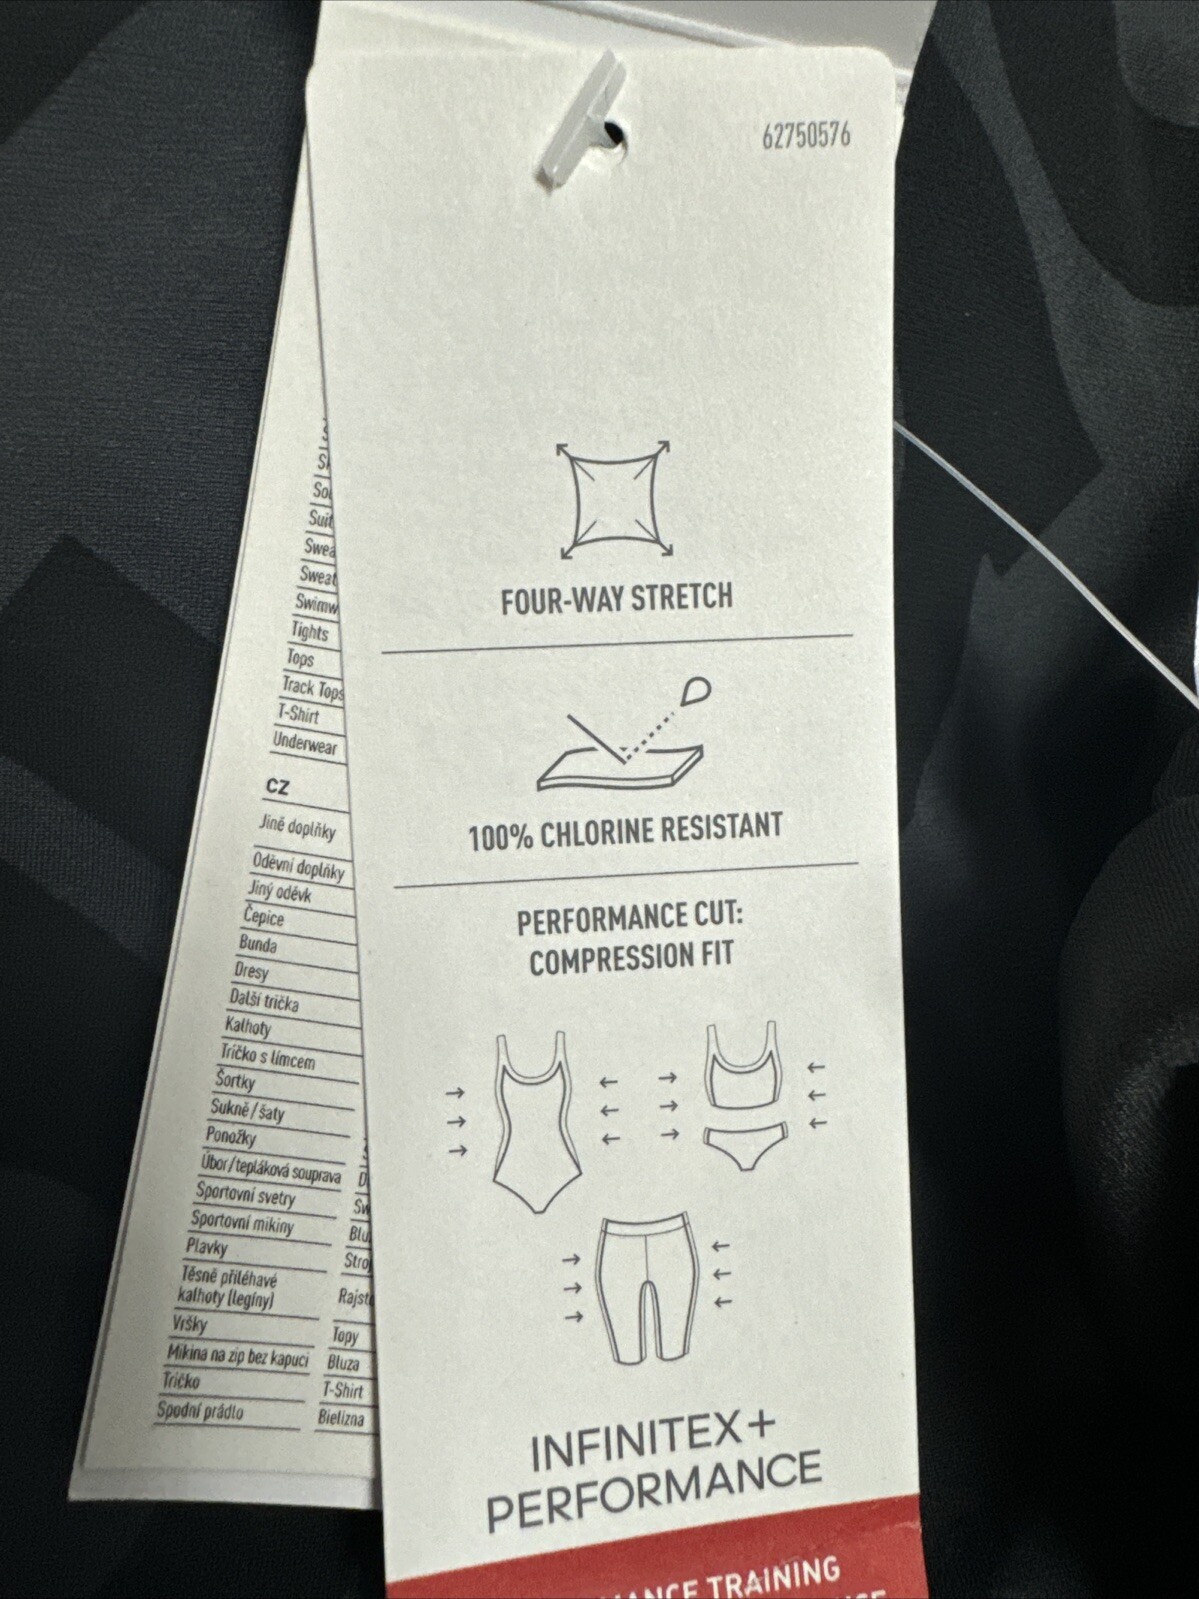 62750576
FOUR-WAY STRETCH
100% CHLORINE RESISTANT
PERFORMANCE CUT:
COMPRESSION FIT
INFINITEX+
PERFORMANCE
TRAINING
Tights
Tops
Track Tops
T-Shirt
Underwear
CZ
Jiné doplňky
Oděvní doplňky
Jiný oděvk
Čepice
Bunda
Dresy
Další trička
Kalhoty
Tričko s límcem
Šortky
Sukně/šaty
Ponožky
Úbor/tepláková souprava
Sportovní svetry
Sportovní mikiny
Plavky
Těsně přiléhavé
kalhoty (legíny)
Vršky
Mikina na zip bez kapuci
Tričko
Spodní prádlo
Topy
Bluza
T-Shirt
Bielizna